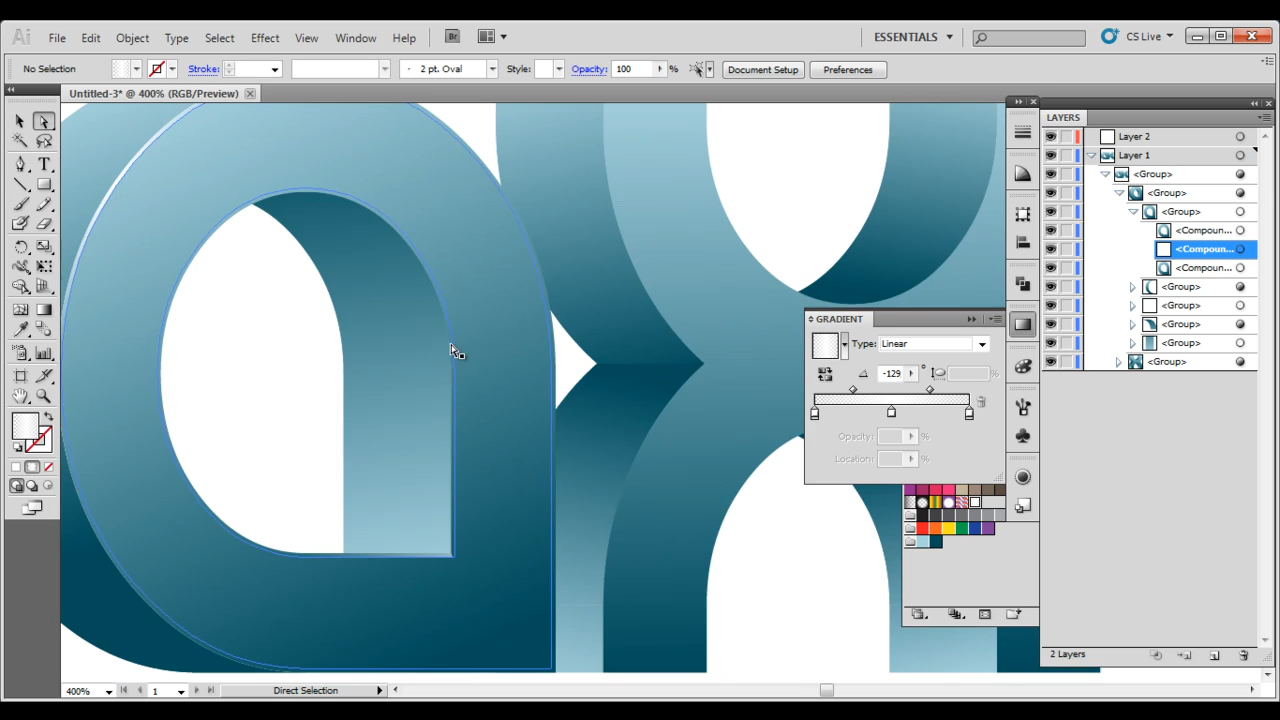 Ai File Edit Object Type Select Effect View Window Help Br ESSENTIALS CS Live
No Selection Stroke: 2 pt. Oval Style: Opacity: 100 % Document Setup Preferences
Untitled-3* @ 400% (RGB/Preview)
LAYERS
Layer 2
Layer 1
<Group>
<Group>
<Group>
<Compoun...
<Compoun...
<Compoun...
<Group>
<Group>
<Group>
<Group>
<Group>
GRADIENT
Type: Linear
-129 ° %
Opacity: %
Location: %
2 Layers
400% 1 Direct Selection